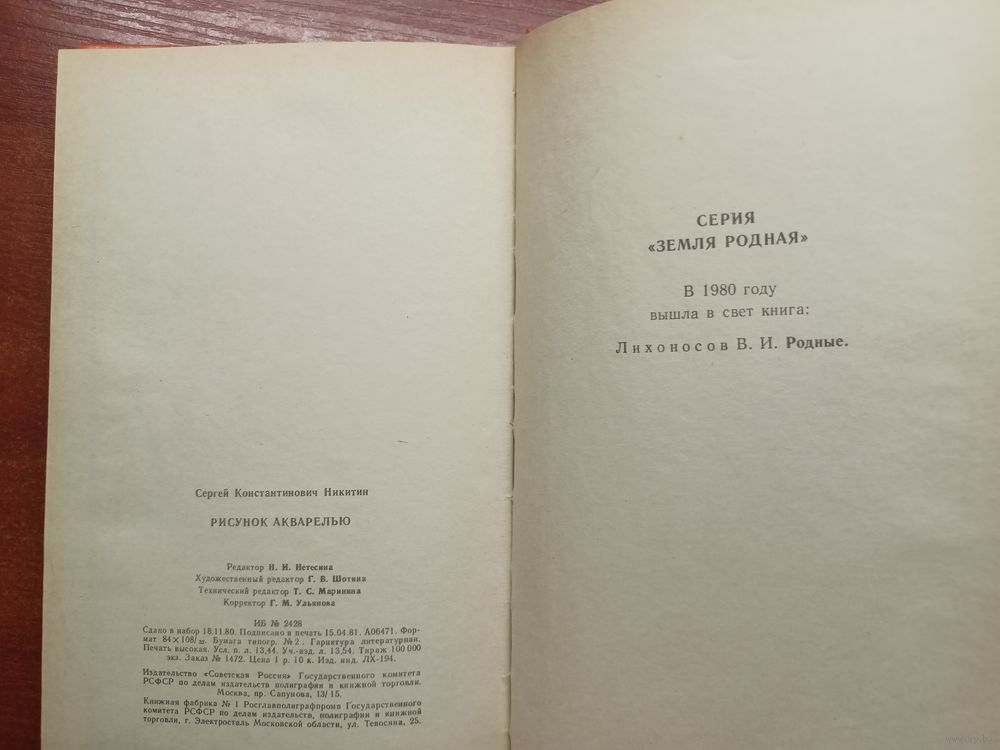 Сергей Константинович Никитин
РИСУНОК АКВАРЕЛЬЮ
Редактор Н. И. Нетесина
Художественный редактор Г. В. Шотина
Технический редактор Т. С. Маринина
Корректор Г. М. Ульянова
ИБ № 2428
Сдано в набор 18.11.80. Подписано в печать 15.04.81. А06471. Фор-
мат 84×108/32. Бумага типогр. № 2. Гарнитура литературная.
Печать высокая. Усл. п. л. 13,44. Уч.-изд. л. 13,54. Тираж 100 000
экз. Заказ № 1472. Цена 1 р. 10 к. Изд. инд. ЛХ-194.
Издательство «Советская Россия» Государственного комитета
РСФСР по делам издательств полиграфии и книжной торговли.
Москва, пр. Сапунова, 13/15.
Книжная фабрика № 1 Росглавполиграфпрома Государственного
комитета РСФСР по делам издательств, полиграфии и книжной
торговли, г. Электросталь Московской области, ул. Тевосяна, 25.
СЕРИЯ
«ЗЕМЛЯ РОДНАЯ»
В 1980 году
вышла в свет книга:
Лихоносов В. И. Родные.